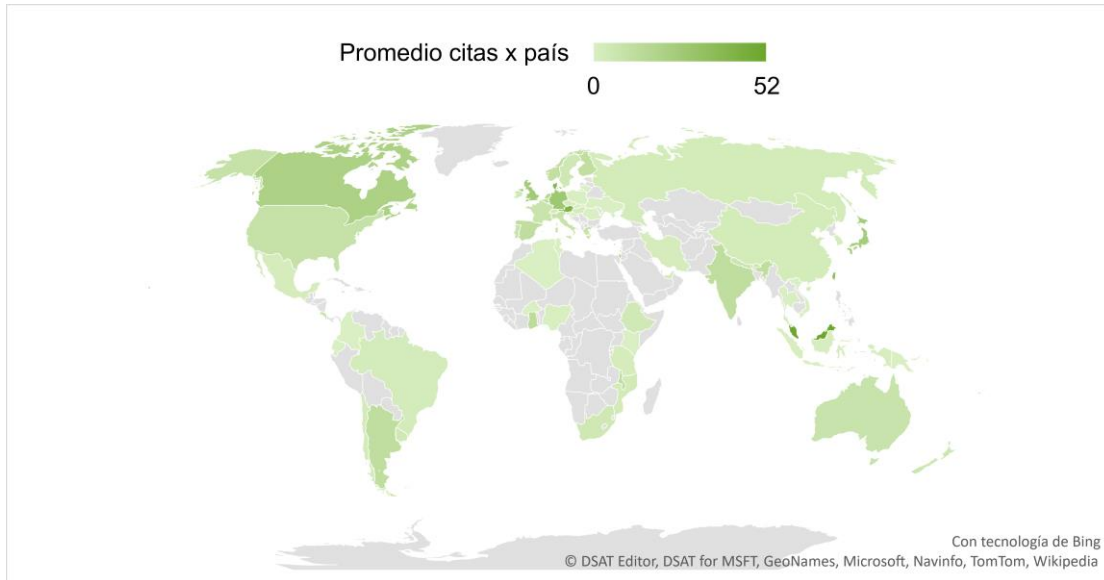 Promedio citas x país
0 52
Con tecnología de Bing
© DSAT Editor, DSAT for MSFT, GeoNames, Microsoft, Navinfo, TomTom, Wikipedia